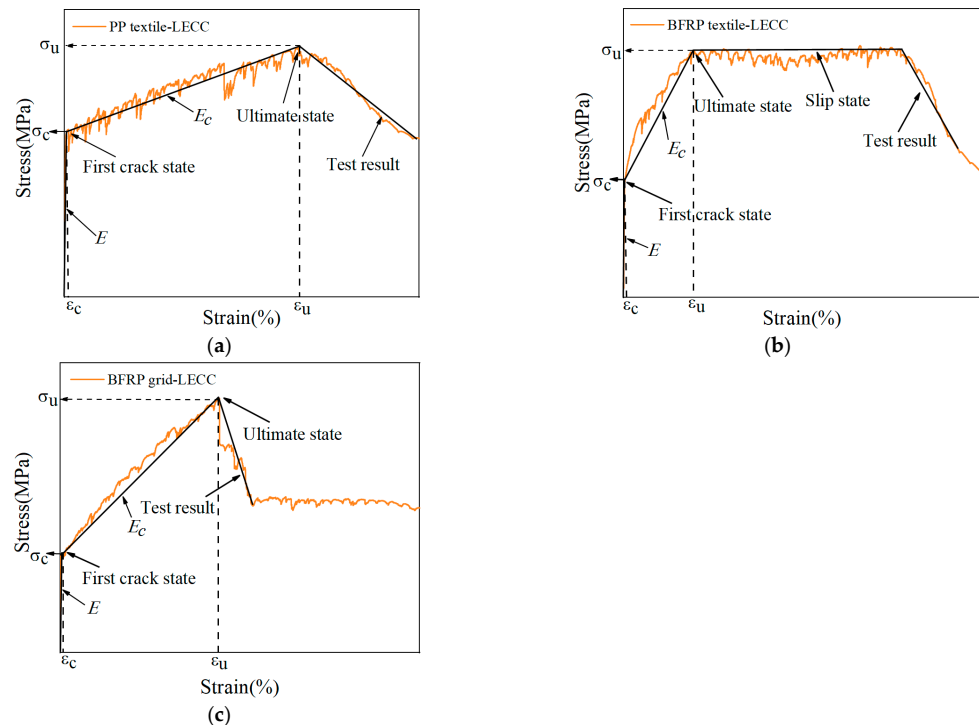 PP textile-LECC
σu
Ec
Ultimate state
σc
First crack state
Test result
E
Stress(MPa)
εc
εu
Strain(%)
(a)
BFRP textile-LECC
σu
Ultimate state
Slip state
Ec
Test result
σc
First crack state
E
Stress(MPa)
εc
εu
Strain(%)
(b)
BFRP grid-LECC
σu
Ultimate state
Test result
Ec
σc
First crack state
E
Stress(MPa)
εc
εu
Strain(%)
(c)